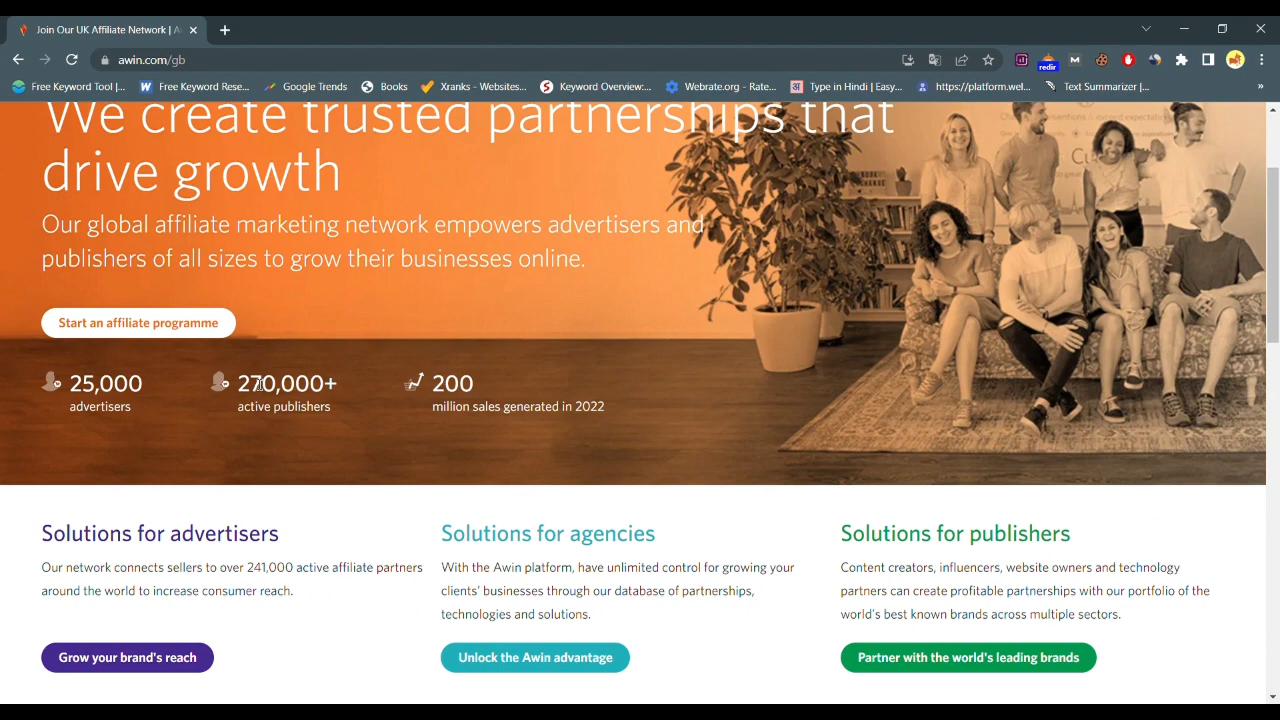 Join Our UK Affiliate Network | A
awin.com/gb
redir
Free Keyword Tool |...
Free Keyword Rese...
Google Trends
Books
Xranks - Websites...
Keyword Overview:...
Webrate.org - Rate...
Type in Hindi | Easy...
https://platform.wel...
Text Summarizer |...
»
We create trusted partnerships that
drive growth
Our global affiliate marketing network empowers advertisers and
publishers of all sizes to grow their businesses online.
Start an affiliate programme
25,000
advertisers
270,000+
active publishers
200
million sales generated in 2022
Solutions for advertisers
Our network connects sellers to over 241,000 active affiliate partners
around the world to increase consumer reach.
Grow your brand's reach
Solutions for agencies
With the Awin platform, have unlimited control for growing your
clients' businesses through our database of partnerships,
technologies and solutions.
Unlock the Awin advantage
Solutions for publishers
Content creators, influencers, website owners and technology
partners can create profitable partnerships with our portfolio of the
world's best known brands across multiple sectors.
Partner with the world's leading brands